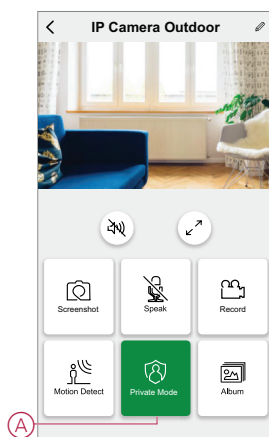 IP Camera Outdoor
Screenshot
Speak
Record
Motion Detect
Private Mode
Album
A